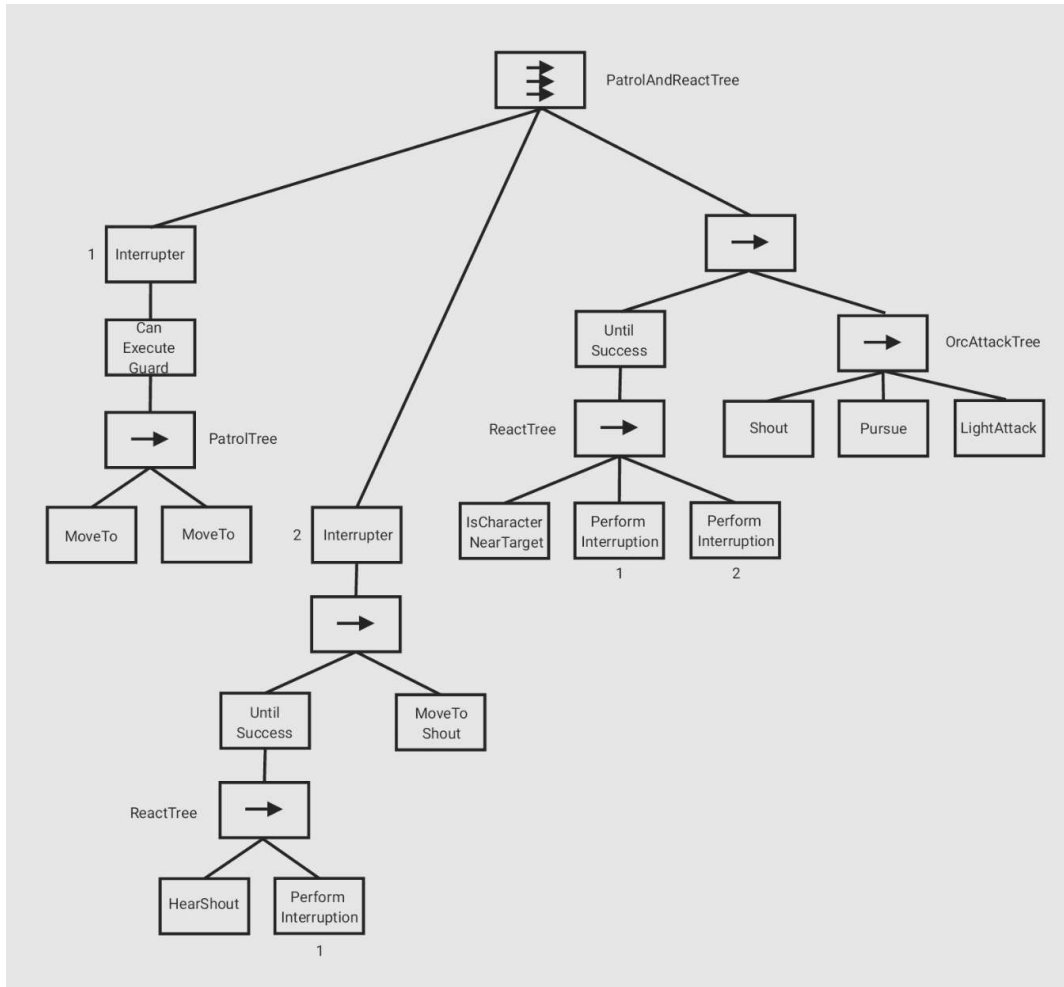 PatrolAndReactTree
1
Interrupter
Can
Execute
Guard
PatrolTree
MoveTo
MoveTo
2
Interrupter
Until
Success
MoveTo
Shout
ReactTree
HearShout
Perform
Interruption
1
Until
Success
ReactTree
IsCharacter
NearTarget
Perform
Interruption
1
Perform
Interruption
2
OrcAttackTree
Shout
Pursue
LightAttack